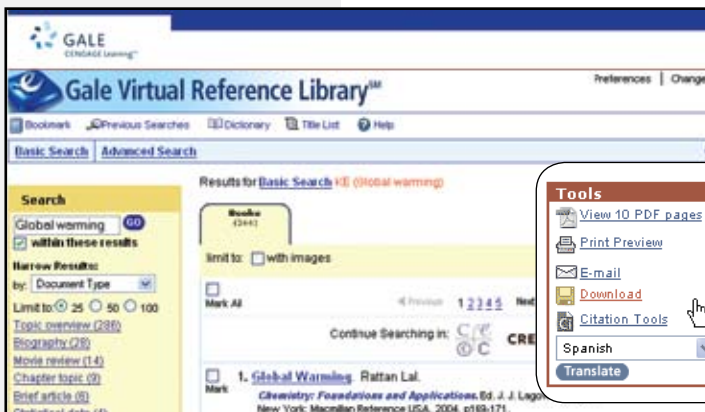 GALE
CENGAGE Learning™
Gale Virtual Reference Library℠
Preferences | Change
Bookmark Previous Searches Dictionary Title List Help
Basic Search Advanced Search
Search
Global warming GO
within these results
Narrow Results:
by: Document Type
Limit to: 25 50 100
Topic overview (286)
Biography (28)
Movie review (14)
Chapter topic (9)
Brief article (6)
Results for Basic Search KE (Global warming)
Books
limit to: with images
Mark All
Previous 1 2 3 4 5 Next
Continue Searching in:
CRE
Mark
1. Global Warming. Rattan Lal.
Chemistry: Foundations and Applications. Ed. J. J. Lagow
New York: Macmillan Reference USA, 2004. p169-171.
Tools
View 10 PDF pages
Print Preview
E-mail
Download
Citation Tools
Spanish
Translate